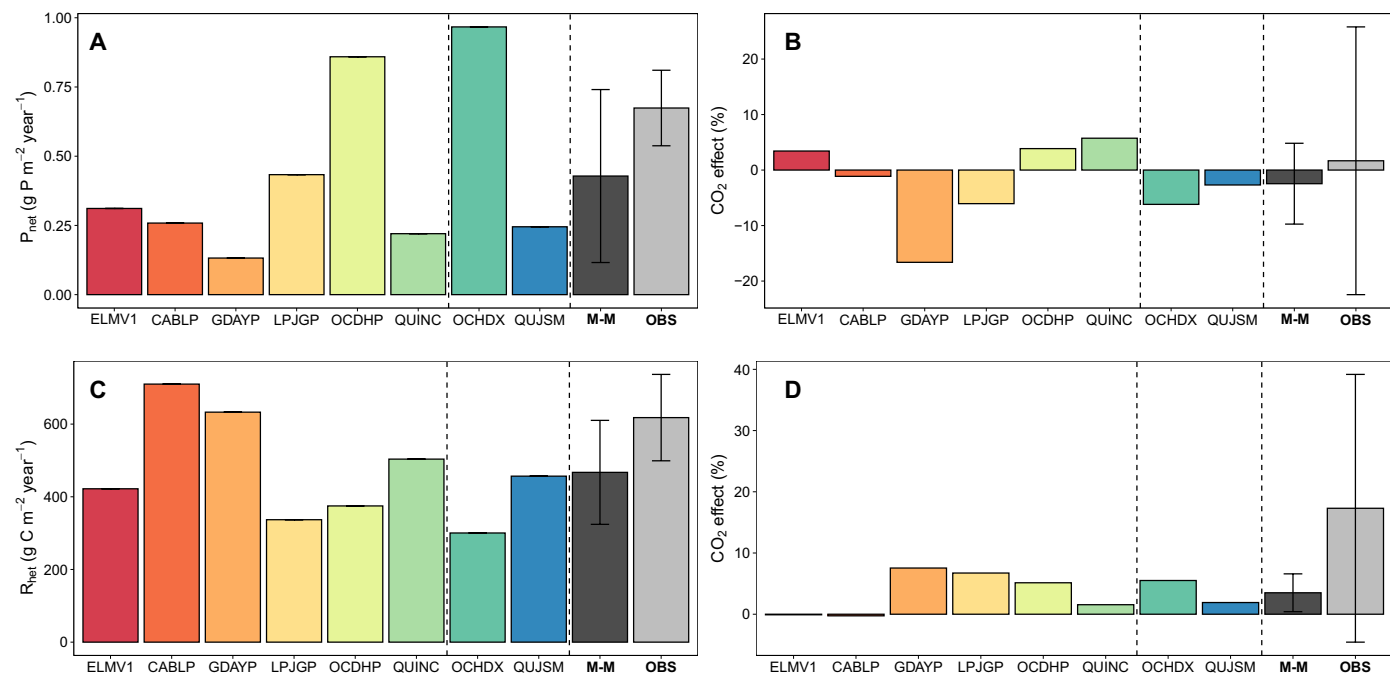 A
P_net (g P m⁻² year⁻¹)
1.00
0.75
0.50
0.25
0.00
ELMV1 CABLP GDAYP LPJGP OCDHP QUINC OCHDX QUJSM M-M OBS
B
CO₂ effect (%)
20
10
0
−10
−20
ELMV1 CABLP GDAYP LPJGP OCDHP QUINC OCHDX QUJSM M-M OBS
C
R_het (g C m⁻² year⁻¹)
600
400
200
0
ELMV1 CABLP GDAYP LPJGP OCDHP QUINC OCHDX QUJSM M-M OBS
D
CO₂ effect (%)
40
30
20
10
0
ELMV1 CABLP GDAYP LPJGP OCDHP QUINC OCHDX QUJSM M-M OBS